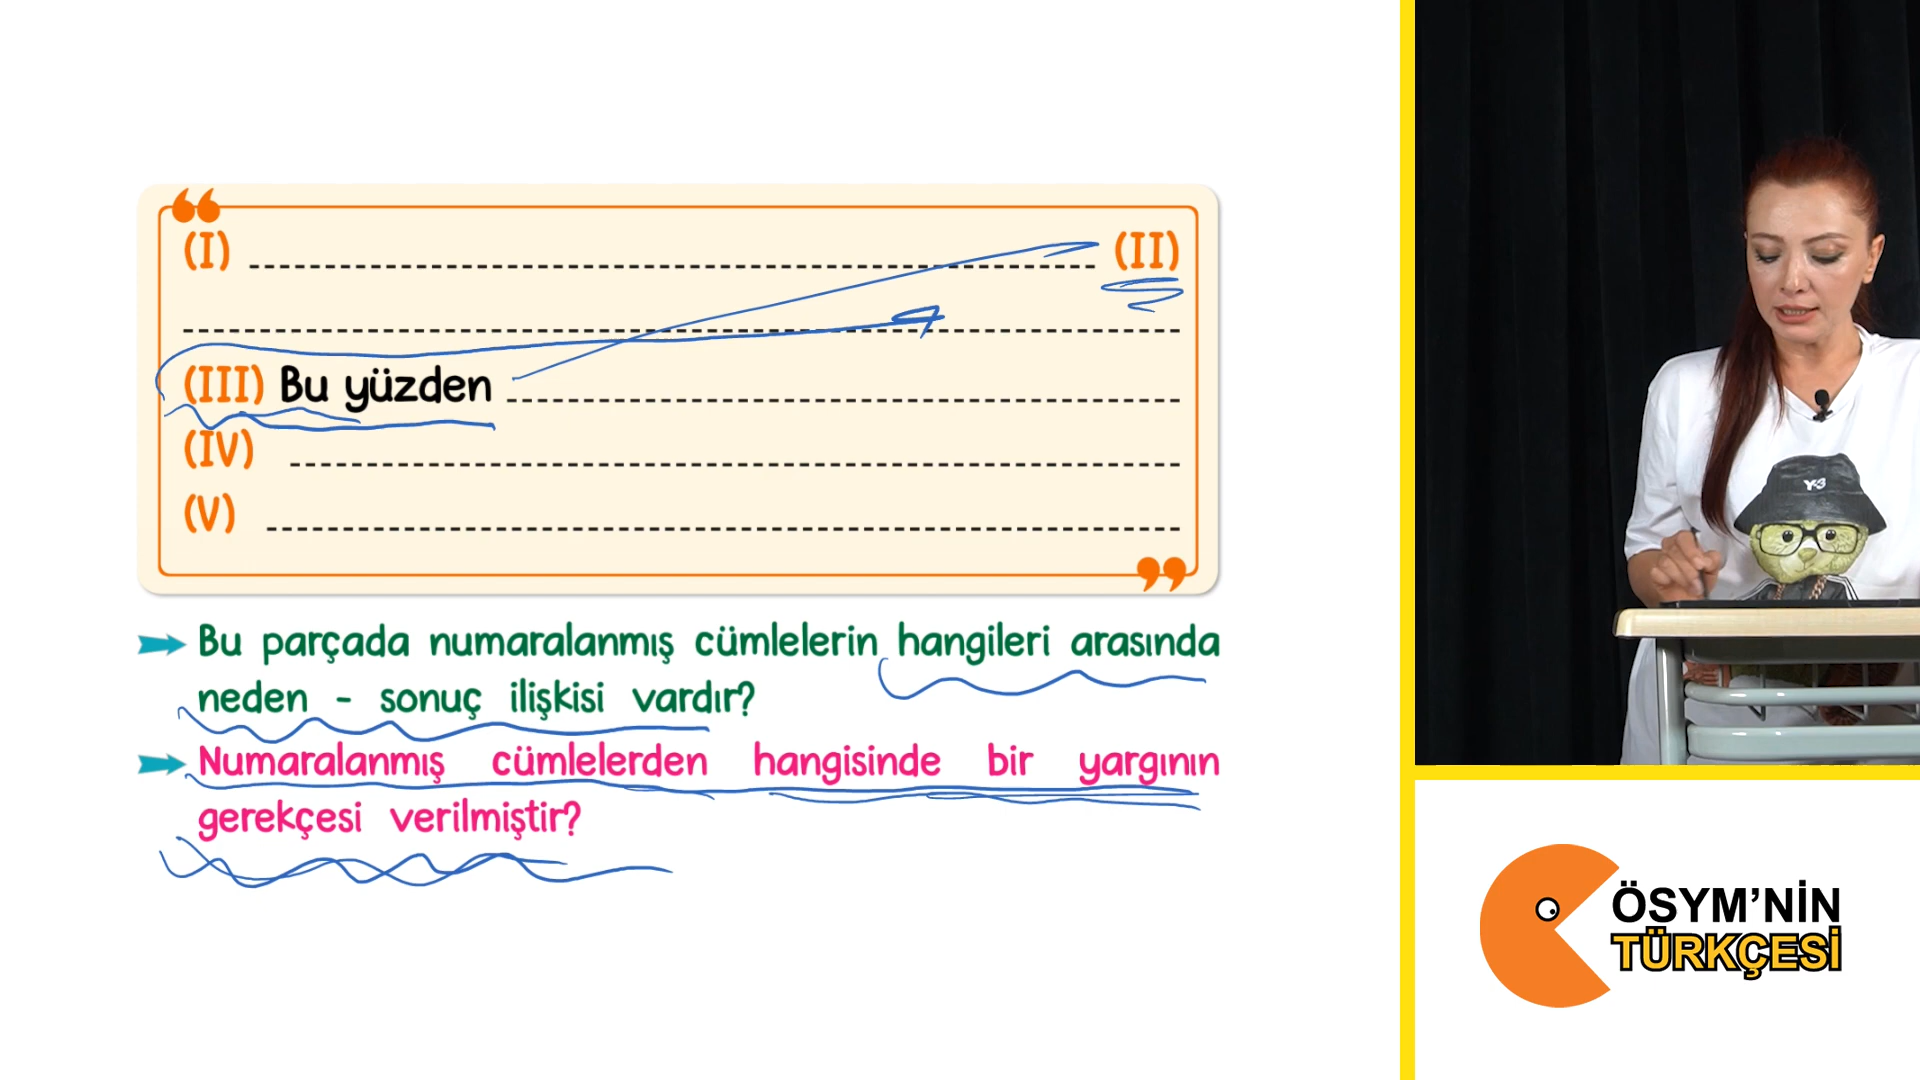 (I) (II)
(III) Bu yüzden
(IV)
(V)
Bu parçada numaralanmış cümlelerin hangileri arasında
neden - sonuç ilişkisi vardır?
Numaralanmış cümlelerden hangisinde bir yargının
gerekçesi verilmiştir?
Y-3
ÖSYM'NİN
TÜRKÇESİ